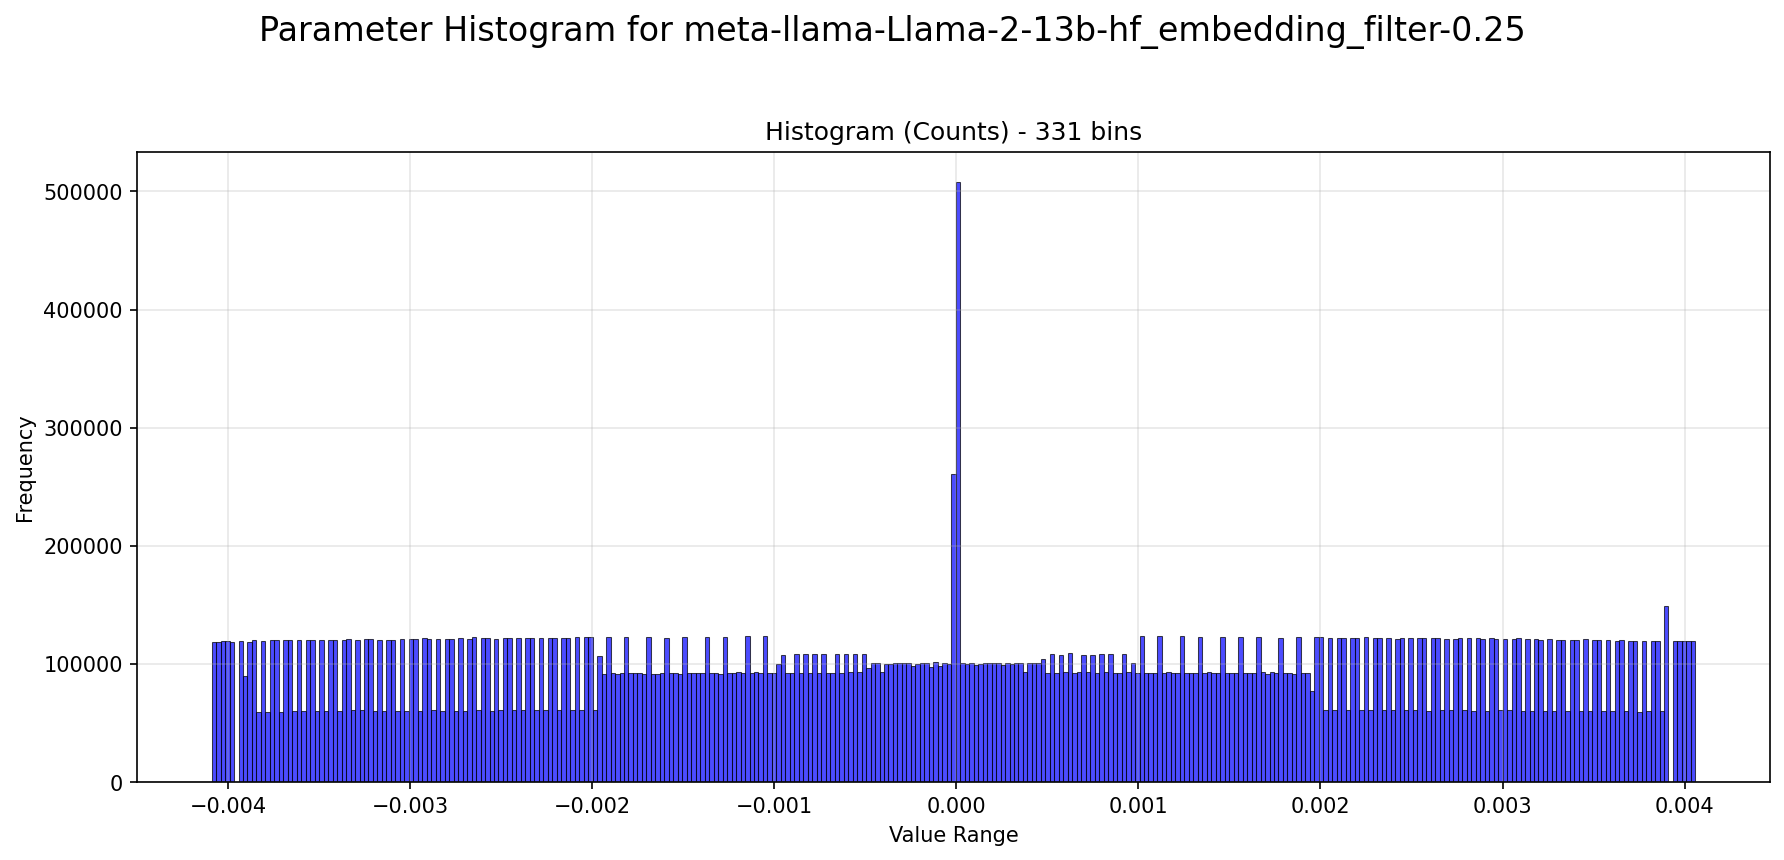 Parameter Histogram for meta-llama-Llama-2-13b-hf_embedding_filter-0.25
Histogram (Counts) - 331 bins
500000
400000
300000
200000
100000
0
Frequency
−0.004 −0.003 −0.002 −0.001 0.000 0.001 0.002 0.003 0.004
Value Range